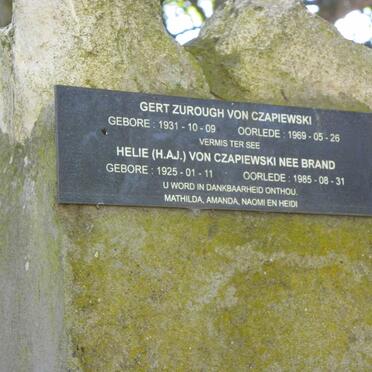 GERT ZUROUGH VON CZAPIEWSKI
GEBORE : 1931 - 10 - 09 OORLEDE : 1969 - 05 - 26
VERMIS TER SEE
HELIE (H.A.J.) VON CZAPIEWSKI NEE BRAND
GEBORE : 1925 - 01 - 11 OORLEDE : 1985 - 08 - 31
U WORD IN DANKBAARHEID ONTHOU.
MATHILDA, AMANDA, NAOMI EN HEIDI